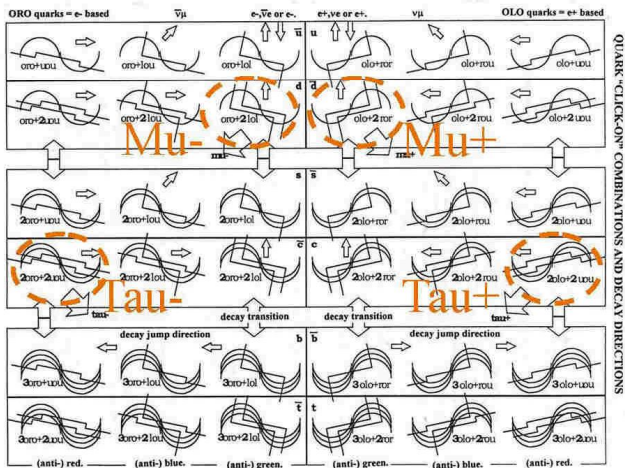 ORO quarks = e- based ν̄μ e-,νe or e-. e+,νe or e+. νμ OLO quarks = e+ based
ū u
oro+uou oro+lou oro+lol olo+ror olo+rou olo+uou
d d̄
oro+2uou oro+2lou oro+2lol olo+2ror olo+2rou olo+2uou
Mu- Mu+
mu- mu+
s s̄
2oro+uou 2oro+lou 2oro+lol 2olo+ror 2olo+rou 2olo+uou
c̄ c
2oro+2uou 2oro+2lou 2oro+2lol 2olo+2ror 2olo+2rou 2olo+2uou
Tau- Tau+
tau- decay transition decay transition tau+
decay jump direction b b̄ decay jump direction
3oro+uou 3oro+lou 3oro+lol 3olo+ror 3olo+rou 3olo+uou
t̄ t
3oro+2uou 3oro+2lou 3oro+2lol 3olo+2ror 3olo+2rou 3olo+2uou
(anti-) red. (anti-) blue. (anti-) green. (anti-) green. (anti-) blue. (anti-) red.
QUARK "CLICK-ON" COMBINATIONS AND DECAY DIRECTIONS